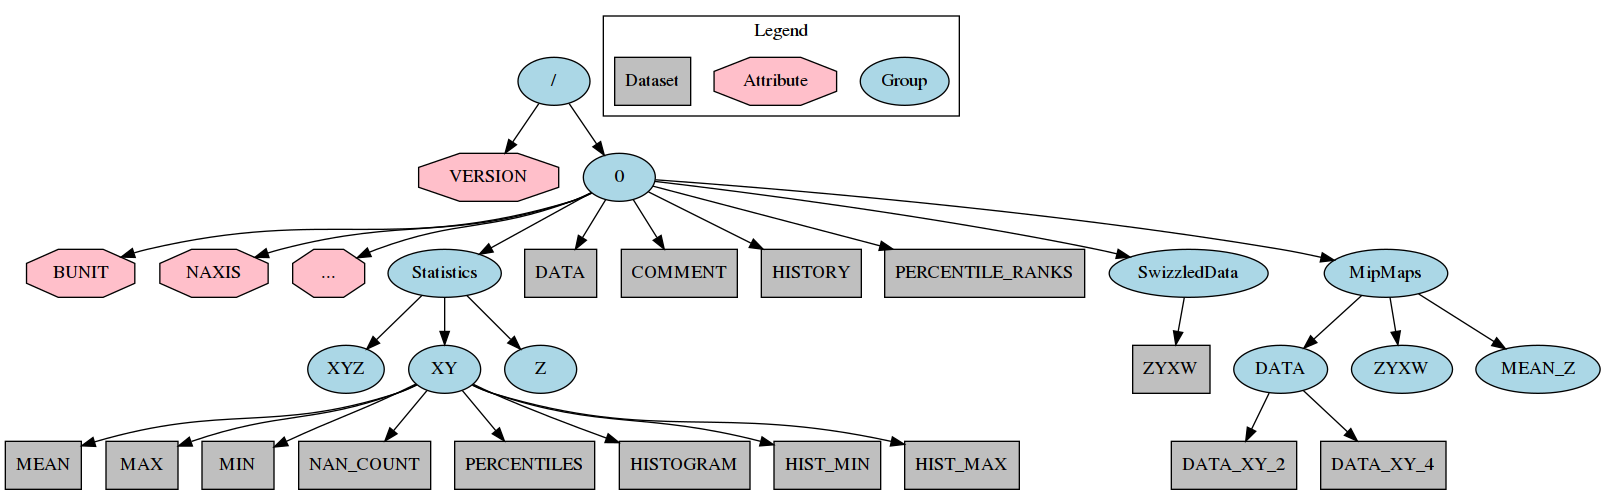 Legend
/
Dataset
Attribute
Group
VERSION
0
BUNIT
NAXIS
...
Statistics
DATA
COMMENT
HISTORY
PERCENTILE_RANKS
SwizzledData
MipMaps
XYZ
XY
Z
ZYXW
DATA
ZYXW
MEAN_Z
MEAN
MAX
MIN
NAN_COUNT
PERCENTILES
HISTOGRAM
HIST_MIN
HIST_MAX
DATA_XY_2
DATA_XY_4